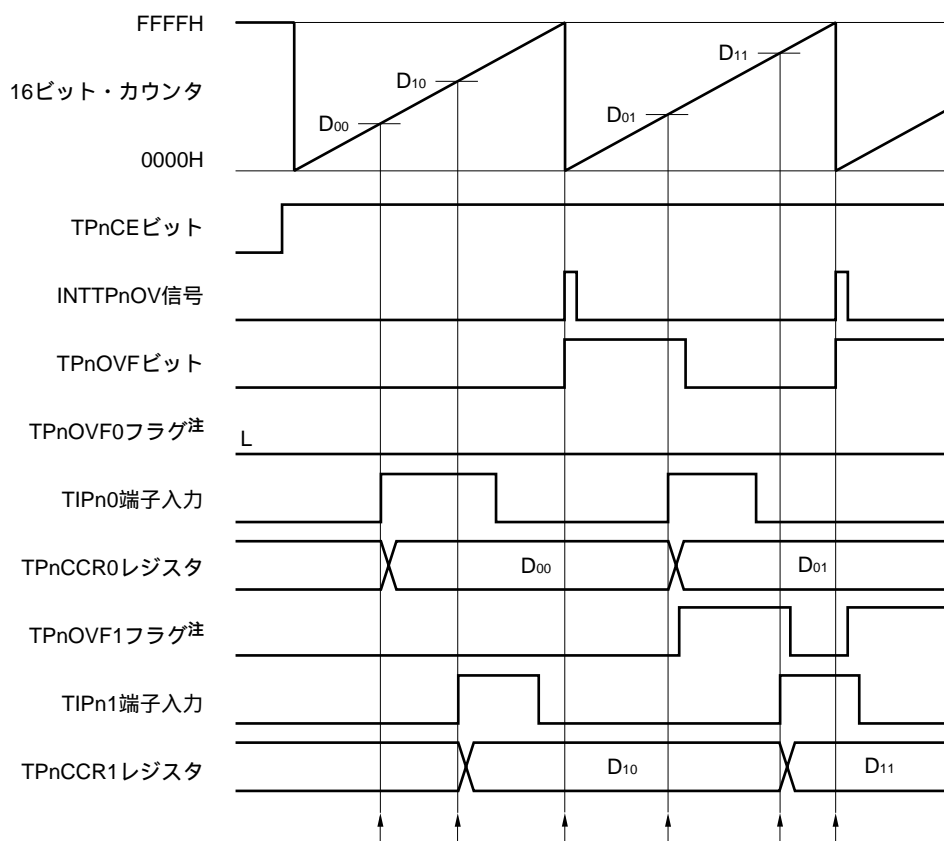 FFFFH
D11
D10
16ビット・カウンタ
D00
D01
0000H
TPnCEビット
INTTPnOV信号
TPnOVFビット
TPnOVF0フラグ注
L
TIPn0端子入力
TPnCCR0レジスタ
D00
D01
TPnOVF1フラグ注
TIPn1端子入力
TPnCCR1レジスタ
D10
D11